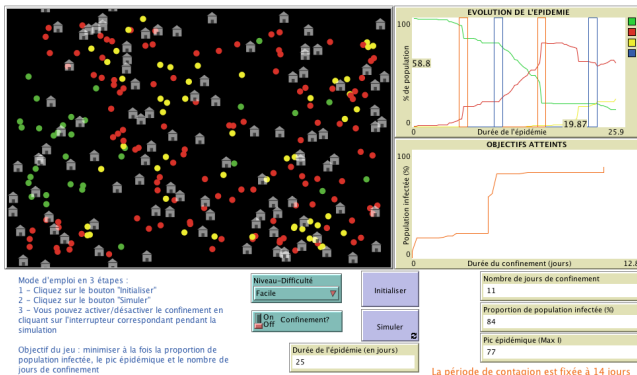 EVOLUTION DE L'EPIDEMIE
100
% de population
58.8
19.87
0
Durée de l'épidémie
25.9
OBJECTIFS ATTEINTS
100
Population infectée (%)
0
0
Durée du confinement (jours)
12.8
Mode d'emploi en 3 étapes :
1 - Cliquez sur le bouton "Initialiser"
2 - Cliquez sur le bouton "Simuler"
3 - Vous pouvez activer/désactiver le confinement en
cliquant sur l'interrupteur correspondant pendant la
simulation
Objectif du jeu : minimiser à la fois la proportion de
population infectée, le pic épidémique et le nombre de
jours de confinement
Niveau-Difficulté
Facile
On
Off
Confinement?
Initialiser
Simuler
Durée de l'épidémie (en jours)
25
Nombre de jours de confinement
11
Proportion de population infectée (%)
84
Pic épidémique (Max I)
77
La période de contagion est fixée à 14 jours